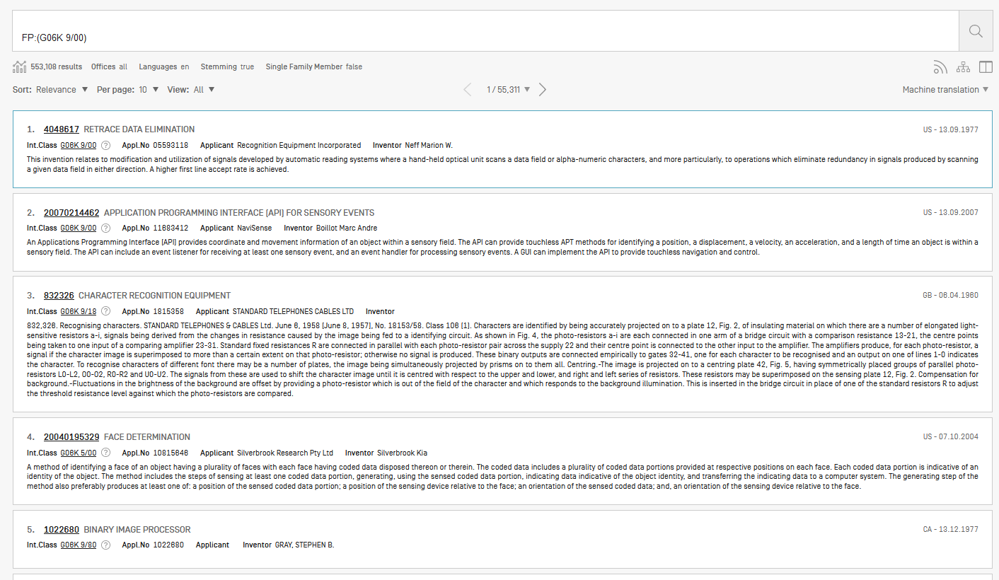 FP:(G06K 9/00)
553,108 results Offices all Languages en Stemming true Single Family Member false
Sort: Relevance Per page: 10 View: All 1 / 55,311 Machine translation
1. 4048617 RETRACE DATA ELIMINATION US - 13.09.1977
Int.Class G06K 9/00 ? Appl.No 05593118 Applicant Recognition Equipment Incorporated Inventor Neff Marion W.
This invention relates to modification and utilization of signals developed by automatic reading systems where a hand-held optical unit scans a data field or alpha-numeric characters, and more particularly, to operations which eliminate redundancy in signals produced by scanning
a given data field in either direction. A higher first line accept rate is achieved.
2. 20070214462 APPLICATION PROGRAMMING INTERFACE (API) FOR SENSORY EVENTS US - 13.09.2007
Int.Class G06K 9/00 ? Appl.No 11683412 Applicant NaviSense Inventor Boillot Marc Andre
An Applications Programming Interface (API) provides coordinate and movement information of an object within a sensory field. The API can provide touchless APT methods for identifying a position, a displacement, a velocity, an acceleration, and a length of time an object is within a
sensory field. The API can include an event listener for receiving at least one sensory event, and an event handler for processing sensory events. A GUI can implement the API to provide touchless navigation and control.
3. 832326 CHARACTER RECOGNITION EQUIPMENT GB - 06.04.1960
Int.Class G06K 9/18 ? Appl.No 1815358 Applicant STANDARD TELEPHONES CABLES LTD Inventor
832,326. Recognising characters. STANDARD TELEPHONES & CABLES Ltd. June 6, 1958 [June 8, 1957], No. 18153/58. Class 106 (1). Characters are identified by being accurately projected on to a plate 12, Fig. 2, of insulating material on which there are a number of elongated light-
sensitive resistors a-i, signals being derived from the changes in resistance caused by the image being fed to a identifying circuit. As shown in Fig. 4, the photo-resistors a-i are each connected in one arm of a bridge circuit with a comparison resistance 13-21, the centre points
being taken to one input of a comparing amplifier 23-31. Standard fixed resistances R are connected in parallel with each photo-resistor pair across the supply 22 and their centre point is connected to the other input to the amplifier. The amplifiers produce, for each photo-resistor, a
signal if the character image is superimposed to more than a certain extent on that photo-resistor; otherwise no signal is produced. These binary outputs are connected empirically to gates 32-41, one for each character to be recognised and an output on one of lines 1-0 indicates
the character. To recognise characters of different font there may be a number of plates, the image being simultaneously projected by prisms on to them all. Centring.-The image is projected on to a centring plate 42, Fig. 5, having symmetrically placed groups of parallel photo-
resistors L0-L2, O0-O2, R0-R2 and U0-U2. The signals from these are used to shift the character image until it is centred with respect to the upper and lower, and right and left series of resistors. These resistors may be superimposed on the sensing plate 12, Fig. 2. Compensation for
background.-Fluctuations in the brightness of the background are offset by providing a photo-resistor which is out of the field of the character and which responds to the background illumination. This is inserted in the bridge circuit in place of one of the standard resistors R to adjust
the threshold resistance level against which the photo-resistors are compared.
4. 20040195329 FACE DETERMINATION US - 07.10.2004
Int.Class G06K 5/00 ? Appl.No 10815646 Applicant Silverbrook Research Pty Ltd Inventor Silverbrook Kia
A method of identifying a face of an object having a plurality of faces with each face having coded data disposed thereon or therein. The coded data includes a plurality of coded data portions provided at respective positions on each face. Each coded data portion is indicative of an
identity of the object. The method includes the steps of sensing at least one coded data portion, generating, using the sensed coded data portion, indicating data indicative of the object identity, and transferring the indicating data to a computer system. The generating step of the
method also preferably produces at least one of: a position of the sensed coded data portion; a position of the sensing device relative to the face; an orientation of the sensed coded data; and, an orientation of the sensing device relative to the face.
5. 1022680 BINARY IMAGE PROCESSOR CA - 13.12.1977
Int.Class G06K 9/80 ? Appl.No 1022680 Applicant Inventor GRAY, STEPHEN B.